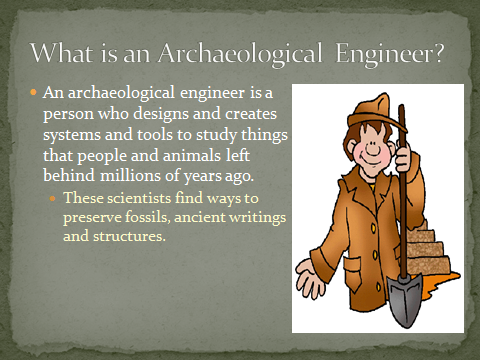 What is an Archaeological Engineer?
An archaeological engineer is a
person who designs and creates
systems and tools to study things
that people and animals left
behind millions of years ago.
These scientists find ways to
preserve fossils, ancient writings
and structures.